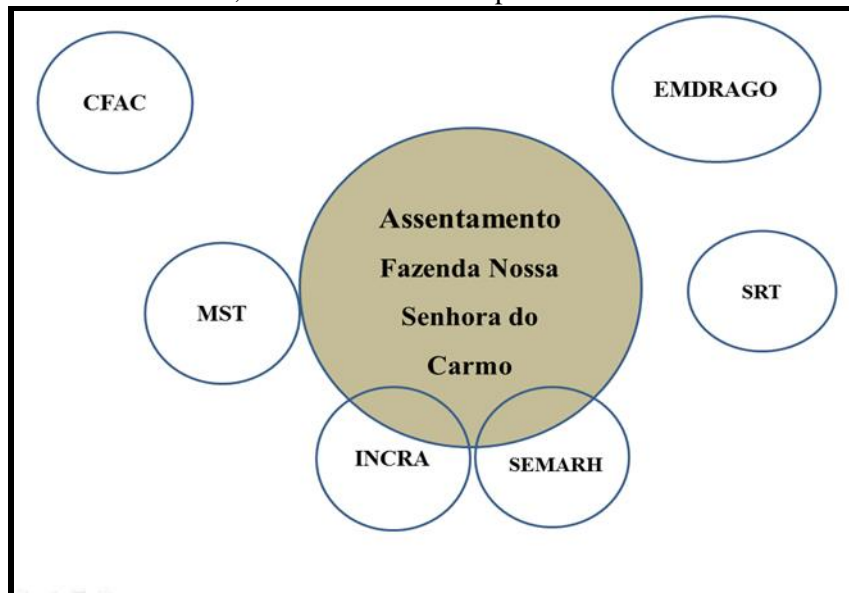 CFAC
EMDRAGO
Assentamento
Fazenda Nossa
Senhora do
Carmo
SRT
MST
INCRA
SEMARH